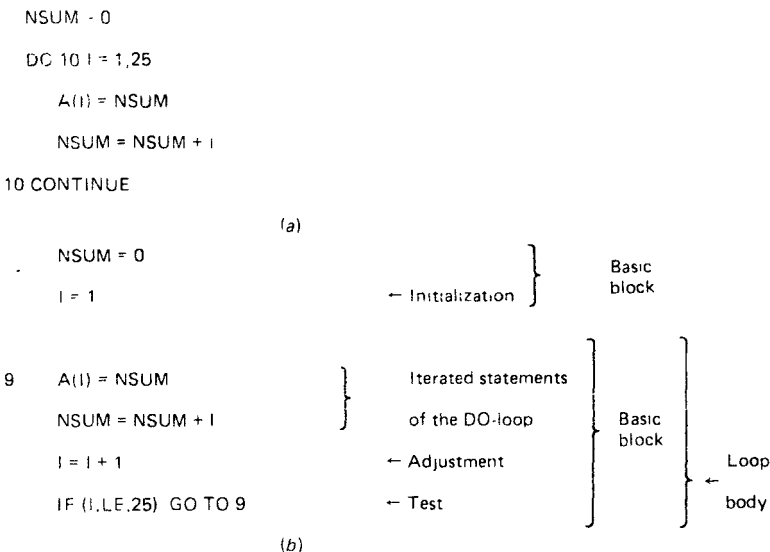 NSUM - 0
DO 10 I = 1,25
A(I) = NSUM
NSUM = NSUM + I
10 CONTINUE
(a)
NSUM = 0
I = 1 ← Initialization } Basic block
9 A(I) = NSUM } Iterated statements
NSUM = NSUM + I of the DO-loop Basic block
I = I + 1 ← Adjustment Loop
IF (I.LE.25) GO TO 9 ← Test ← body
(b)